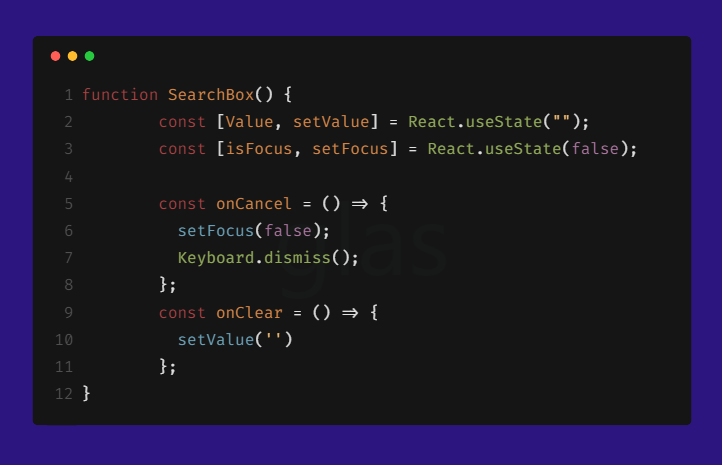 1 function SearchBox() {
2 const [Value, setValue] = React.useState("");
3 const [isFocus, setFocus] = React.useState(false);
4
5 const onCancel = () => {
6 setFocus(false);
7 Keyboard.dismiss();
8 };
9 const onClear = () => {
10 setValue('')
11 };
12 }
glas